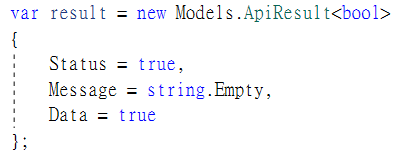 var result = new Models.ApiResult<bool>
{
    Status = true,
    Message = string.Empty,
    Data = true
};